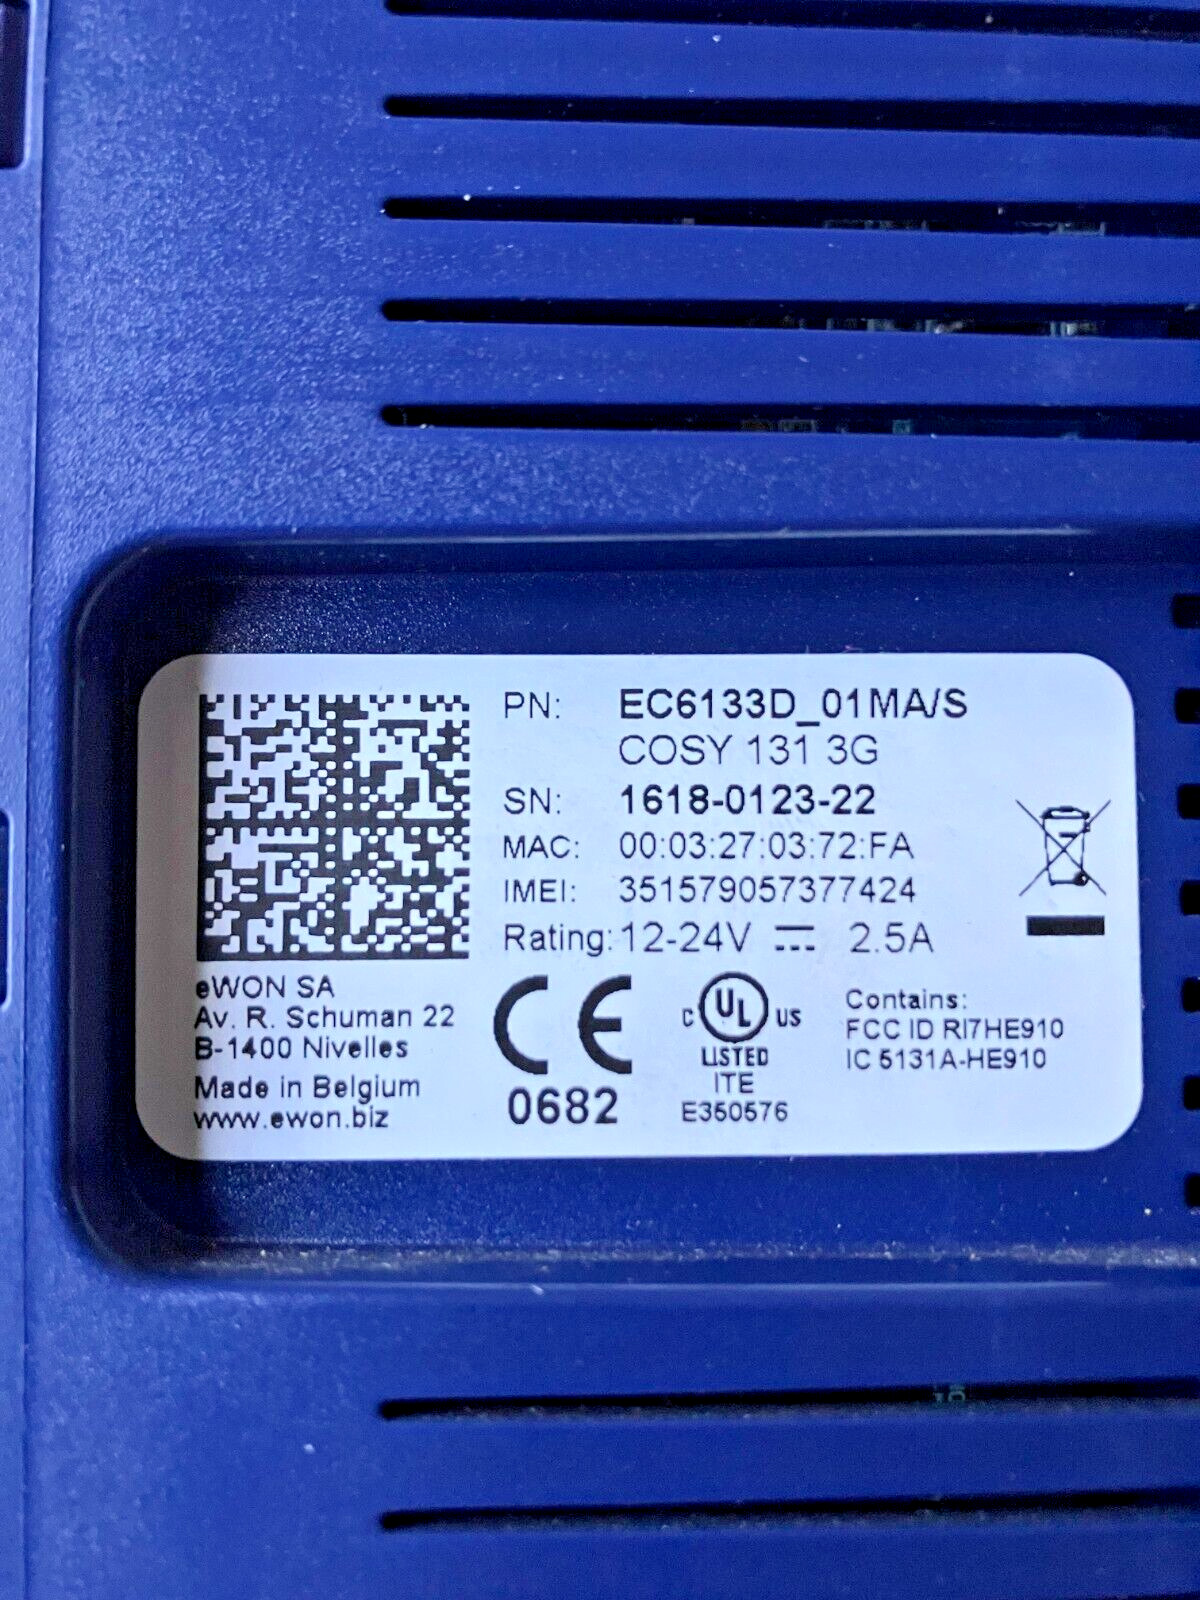 PN: EC6133D_01MA/S
COSY 131 3G
SN: 1618-0123-22
MAC: 00:03:27:03:72:FA
IMEI: 351579057377424
Rating: 12-24V 2.5A
eWON SA
Av. R. Schuman 22
B-1400 Nivelles
Made in Belgium
www.ewon.biz
CE
0682
C UL US
LISTED
ITE
E350576
Contains:
FCC ID RI7HE910
IC 5131A-HE910